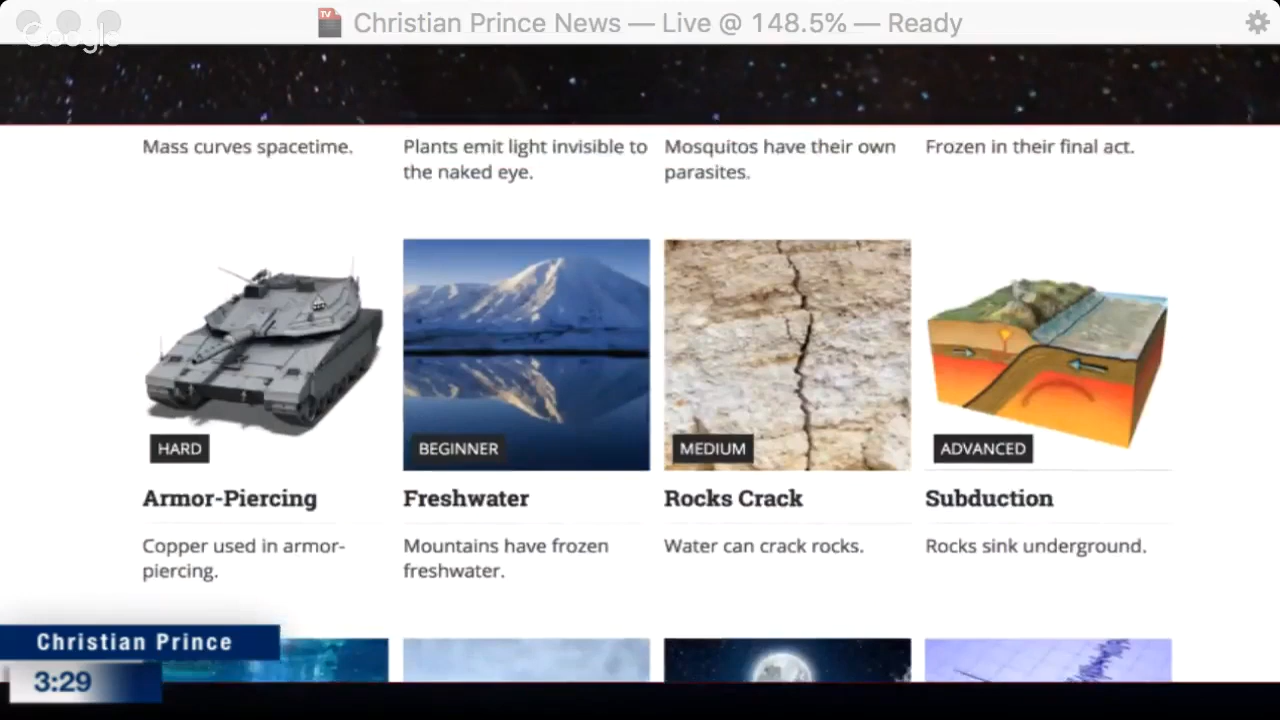 TV
Christian Prince News — Live @ 148.5% — Ready
Google
Mass curves spacetime.
Plants emit light invisible to
the naked eye.
Mosquitos have their own
parasites.
Frozen in their final act.
HARD
BEGINNER
MEDIUM
ADVANCED
Armor-Piercing
Freshwater
Rocks Crack
Subduction
Copper used in armor-
piercing.
Mountains have frozen
freshwater.
Water can crack rocks.
Rocks sink underground.
Christian Prince
3:29